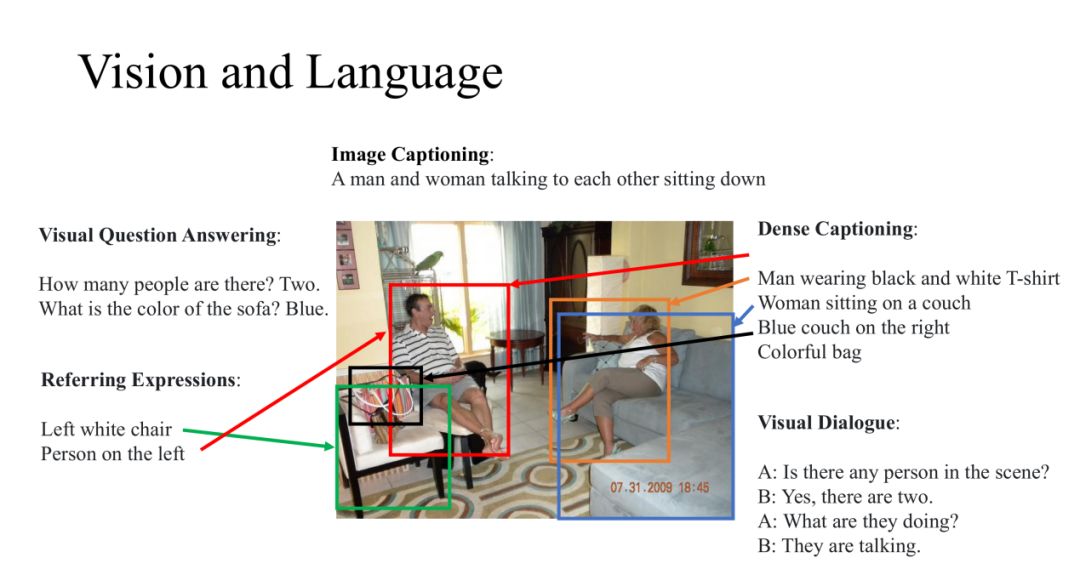 Vision and Language
Image Captioning:
A man and woman talking to each other sitting down
Visual Question Answering:
How many people are there? Two.
What is the color of the sofa? Blue.
Referring Expressions:
Left white chair
Person on the left
Dense Captioning:
Man wearing black and white T-shirt
Woman sitting on a couch
Blue couch on the right
Colorful bag
Visual Dialogue:
A: Is there any person in the scene?
B: Yes, there are two.
A: What are they doing?
B: They are talking.
07.31.2009 18:45